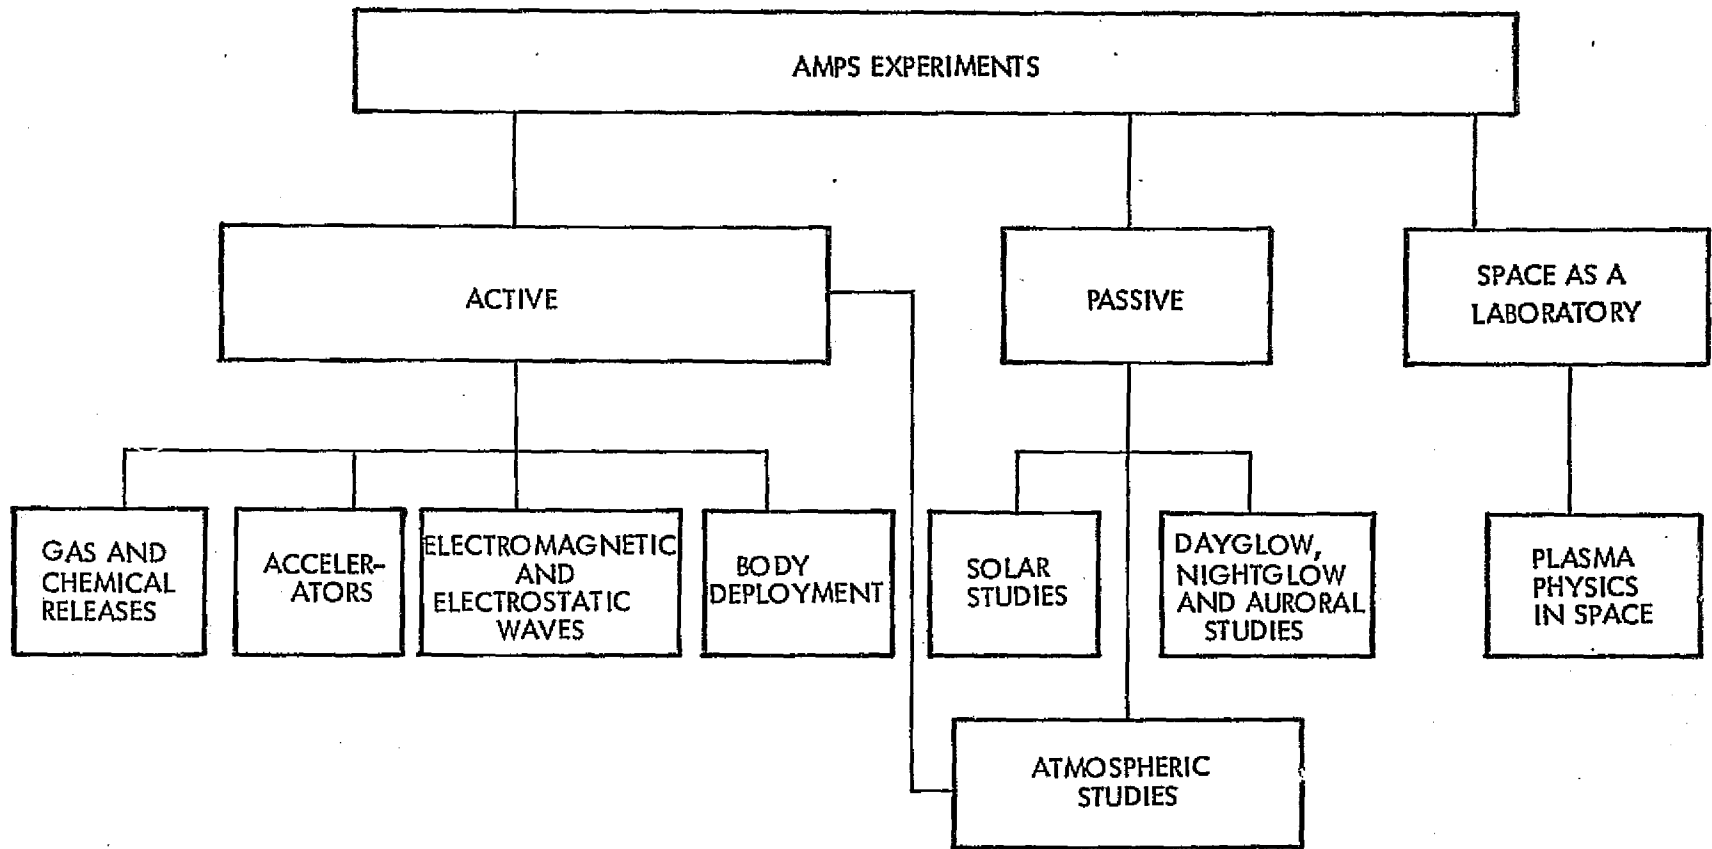 AMPS EXPERIMENTS
ACTIVE
PASSIVE
SPACE AS A
LABORATORY
GAS AND
CHEMICAL
RELEASES
ACCELER-
ATORS
ELECTROMAGNETIC
AND
ELECTROSTATIC
WAVES
BODY
DEPLOYMENT
SOLAR
STUDIES
DAYGLOW,
NIGHTGLOW
AND AURORAL
STUDIES
PLASMA
PHYSICS
IN SPACE
ATMOSPHERIC
STUDIES